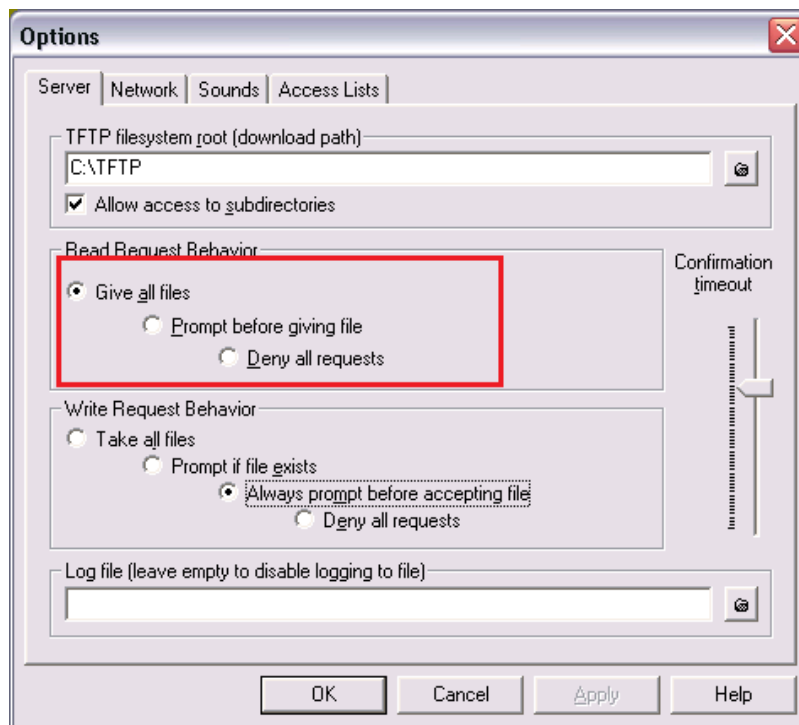 Options
Server Network Sounds Access Lists
TFTP filesystem root (download path)
C:\TFTP
Allow access to subdirectories
Read Request Behavior
Give all files
Prompt before giving file
Deny all requests
Confirmation
timeout
Write Request Behavior
Take all files
Prompt if file exists
Always prompt before accepting file
Deny all requests
Log file (leave empty to disable logging to file)
OK Cancel Apply Help